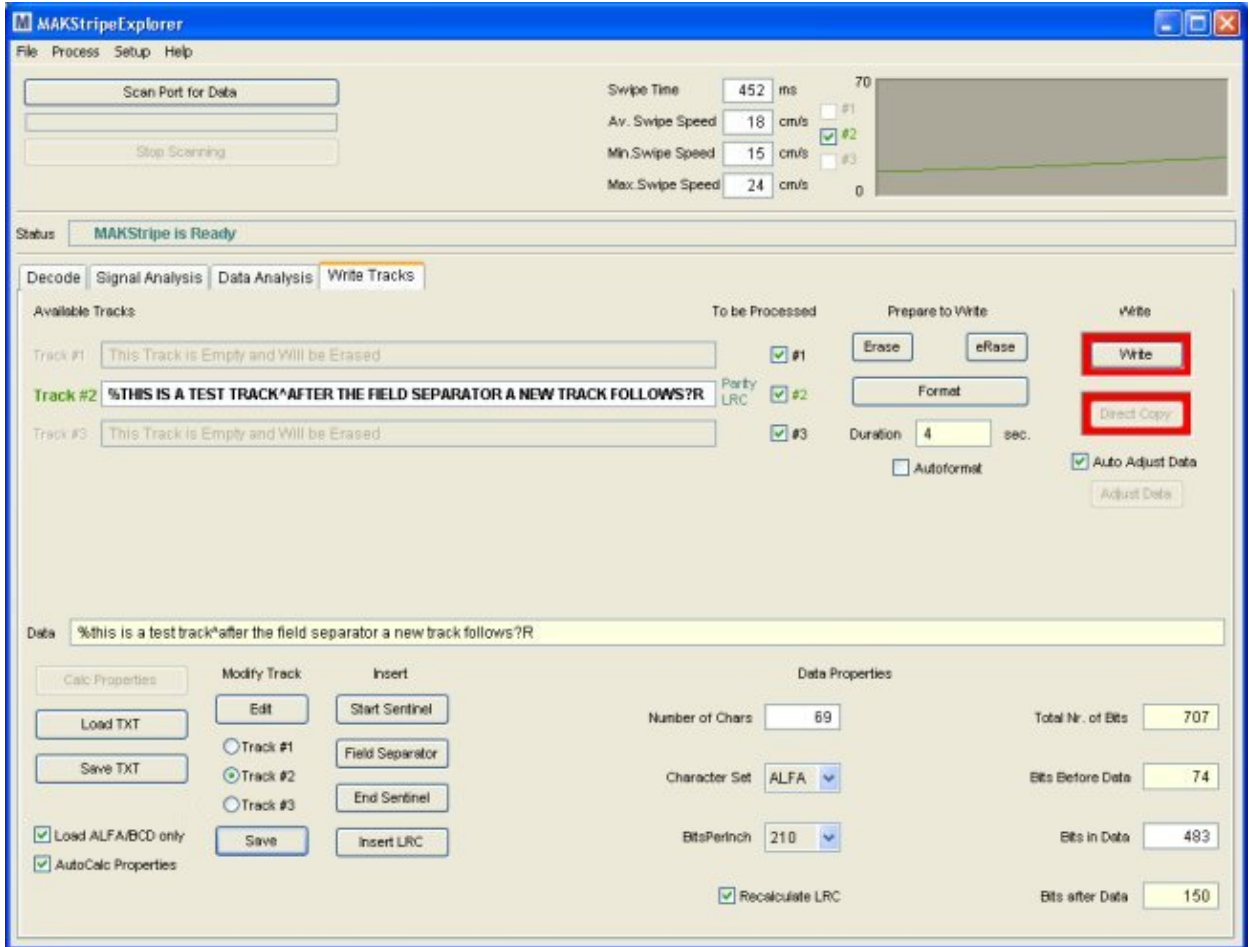 M MAKStripeExplorer
File Process Setup Help
Scan Port for Data
Stop Scanning
Swipe Time 452 ms
Av. Swipe Speed 18 cm/s
Min.Swipe Speed 15 cm/s
Max.Swipe Speed 24 cm/s
#1
#2
#3
70
0
Status MAKStripe is Ready
Decode Signal Analysis Data Analysis Write Tracks
Available Tracks To be Processed Prepare to Write Write
Track #1 This Track is Empty and Will be Erased #1 Erase eRase Write
Track #2 %THIS IS A TEST TRACK^AFTER THE FIELD SEPARATOR A NEW TRACK FOLLOWS?R Parity LRC #2 Format Direct Copy
Track #3 This Track is Empty and Will be Erased #3 Duration 4 sec.
Autoformat Auto Adjust Data
Adjust Data
Data %this is a test track^after the field separator a new track follows?R
Calc Properties Modify Track Insert Data Properties
Load TXT Edit Start Sentinel Number of Chars 69 Total Nr. of Bits 707
Track #1 Field Separator
Save TXT Track #2 Character Set ALFA Bits Before Data 74
Track #3 End Sentinel
Load ALFA/BCD only Save Insert LRC BitsPerInch 210 Bits in Data 483
AutoCalc Properties
Recalculate LRC Bits after Data 150